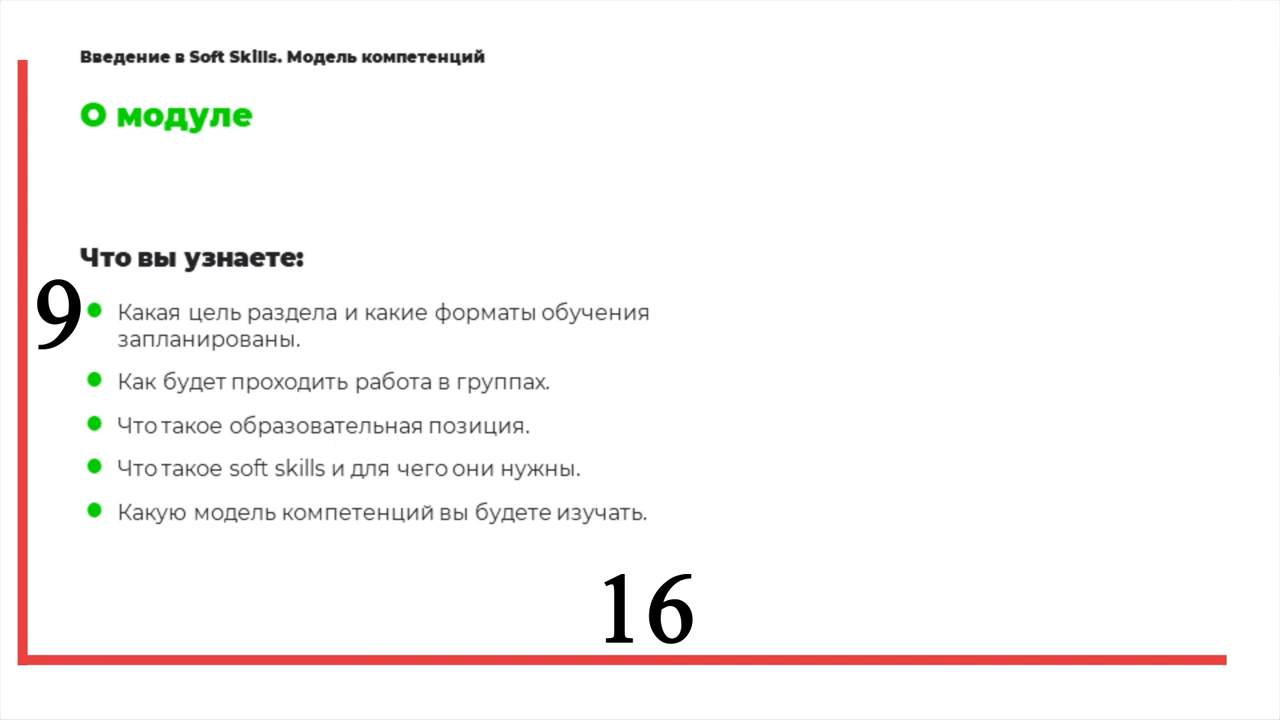 Введение в Soft Skills. Модель компетенций
О модуле
Что вы узнаете:
9
Какая цель раздела и какие форматы обучения
запланированы.
Как будет проходить работа в группах.
Что такое образовательная позиция.
Что такое soft skills и для чего они нужны.
Какую модель компетенций вы будете изучать.
16